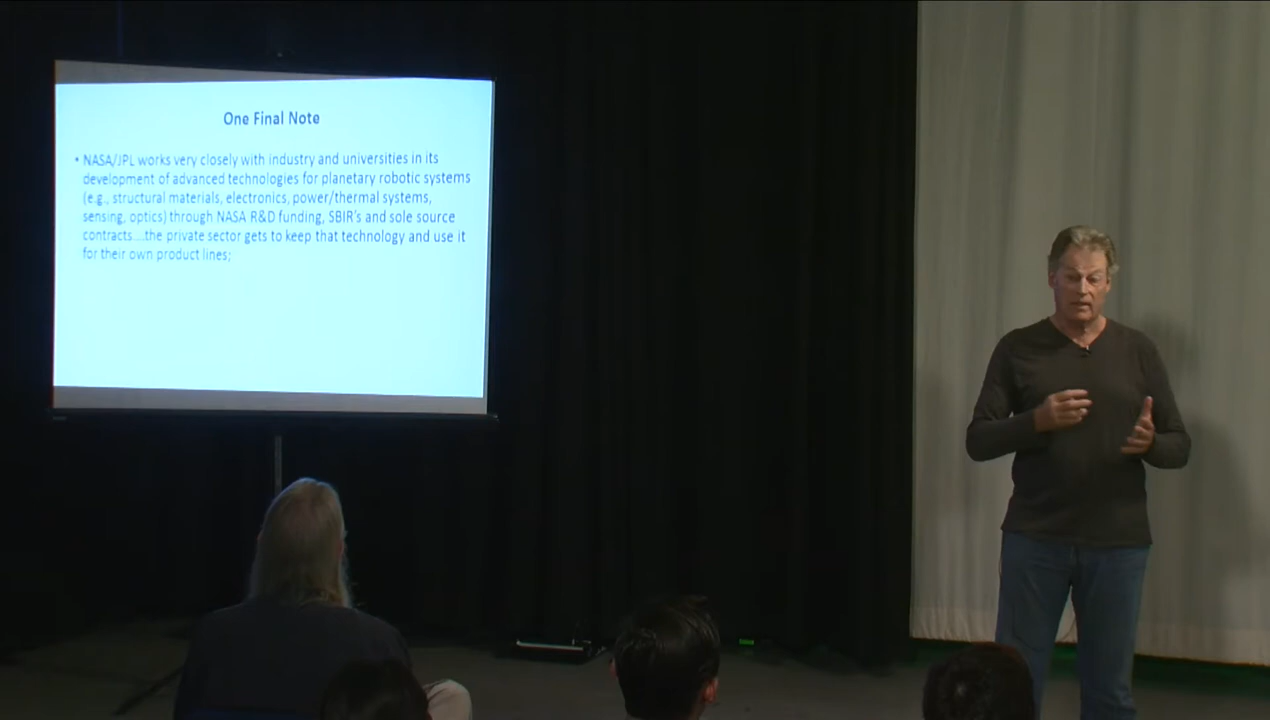 One Final Note
• NASA/JPL works very closely with industry and universities in its
development of advanced technologies for planetary robotic systems
(e.g., structural materials, electronics, power/thermal systems,
sensing, optics) through NASA R&D funding, SBIR's and sole source
contracts....the private sector gets to keep that technology and use it
for their own product lines;